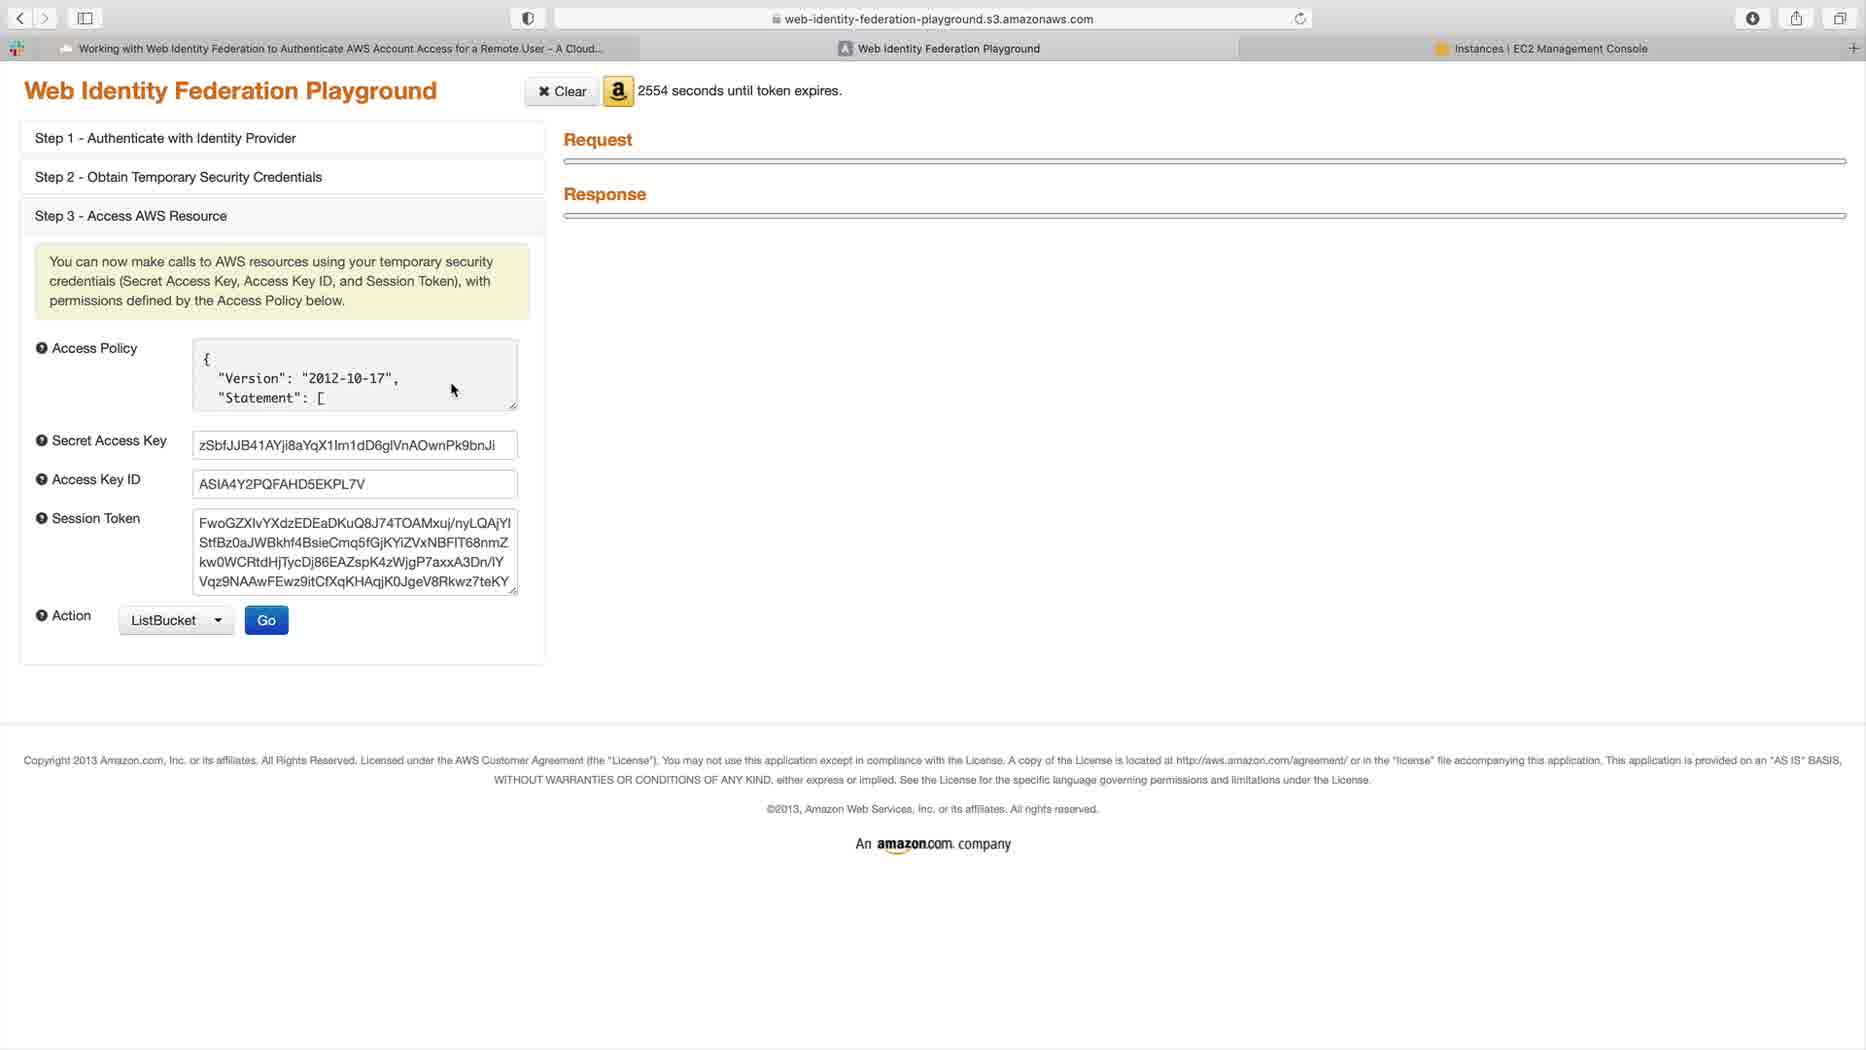 web-identity-federation-playground.s3.amazonaws.com
Working with Web Identity Federation to Authenticate AWS Account Access for a Remote User - A Cloud...
Web Identity Federation Playground
Instances | EC2 Management Console
Web Identity Federation Playground
Clear
2554 seconds until token expires.
Step 1 - Authenticate with Identity Provider
Step 2 - Obtain Temporary Security Credentials
Step 3 - Access AWS Resource
You can now make calls to AWS resources using your temporary security
credentials (Secret Access Key, Access Key ID, and Session Token), with
permissions defined by the Access Policy below.
Access Policy
{
"Version": "2012-10-17",
"Statement": [
Secret Access Key
zSbfJJB41AYji8aYqX1Im1dD6glVnAOwnPk9bnJi
Access Key ID
ASIA4Y2PQFAHD5EKPL7V
Session Token
FwoGZXIvYXdzEDEaDKuQ8J74TOAMxuj/nyLQAjYI
StfBz0aJWBkhf4BsieCmq5fGjKYiZVxNBFIT68nmZ
kw0WCRtdHjTycDj86EAZspK4zWjgP7axxA3Dn/lY
Vqz9NAAwFEwz9itCfXqKHAqjK0JgeV8Rkwz7teKY
Action
ListBucket
Go
Request
Response
Copyright 2013 Amazon.com, Inc. or its affiliates. All Rights Reserved. Licensed under the AWS Customer Agreement (the "License"). You may not use this application except in compliance with the License. A copy of the License is located at http://aws.amazon.com/agreement/ or in the "license" file accompanying this application. This application is provided on an "AS IS" BASIS,
WITHOUT WARRANTIES OR CONDITIONS OF ANY KIND, either express or implied. See the License for the specific language governing permissions and limitations under the License.
©2013, Amazon Web Services, Inc. or its affiliates. All rights reserved.
An amazon.com company